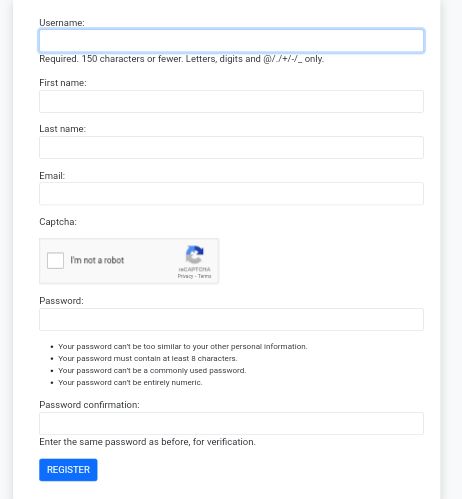 Username:
Required. 150 characters or fewer. Letters, digits and @/./+/-/_ only.
First name:
Last name:
Email:
Captcha:
I'm not a robot
reCAPTCHA
Privacy - Terms
Password:
• Your password can't be too similar to your other personal information.
• Your password must contain at least 8 characters.
• Your password can't be a commonly used password.
• Your password can't be entirely numeric.
Password confirmation:
Enter the same password as before, for verification.
REGISTER